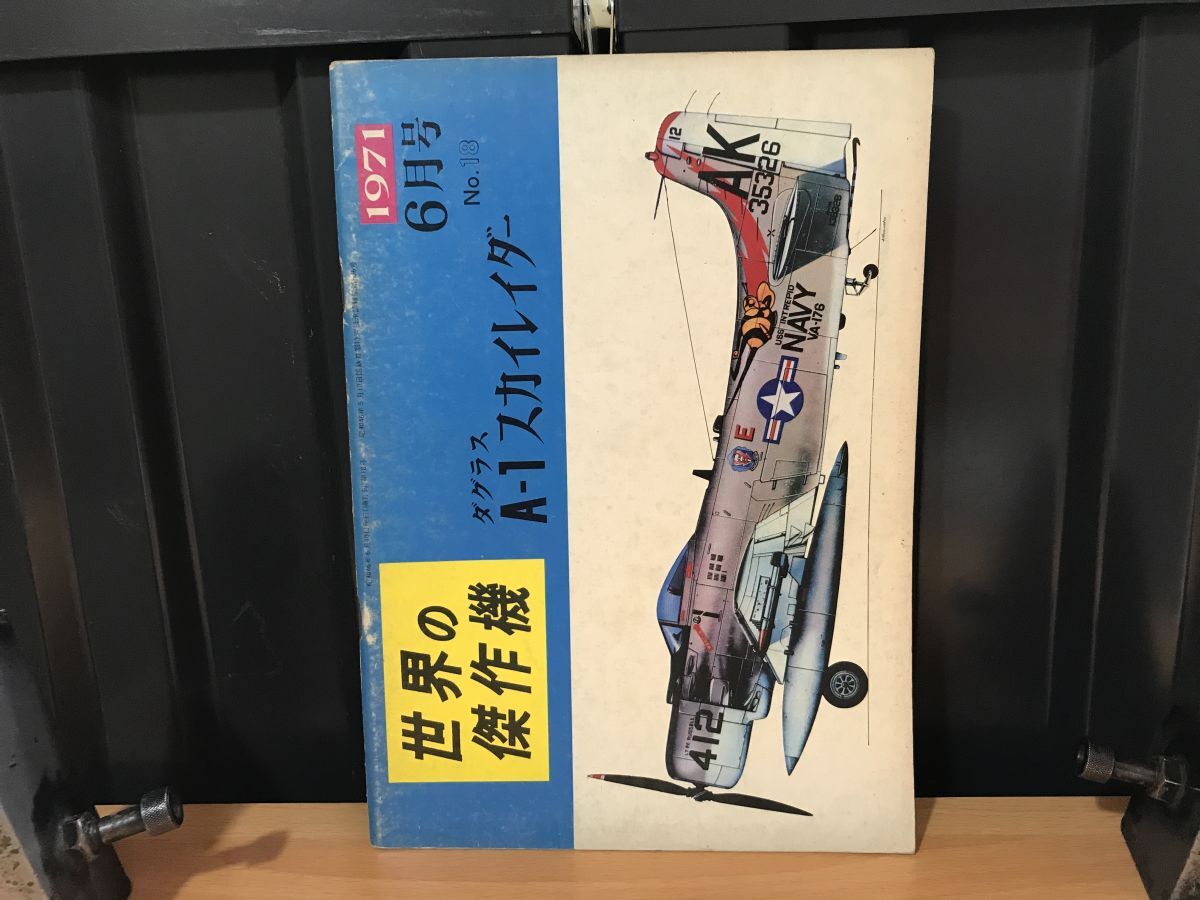 世界の
傑作機
ダグラス
A-1スカイレイダー
1971
6月号
No.18
12
AK
35326
USS INTREPID
NAVY
VA-176
E
412